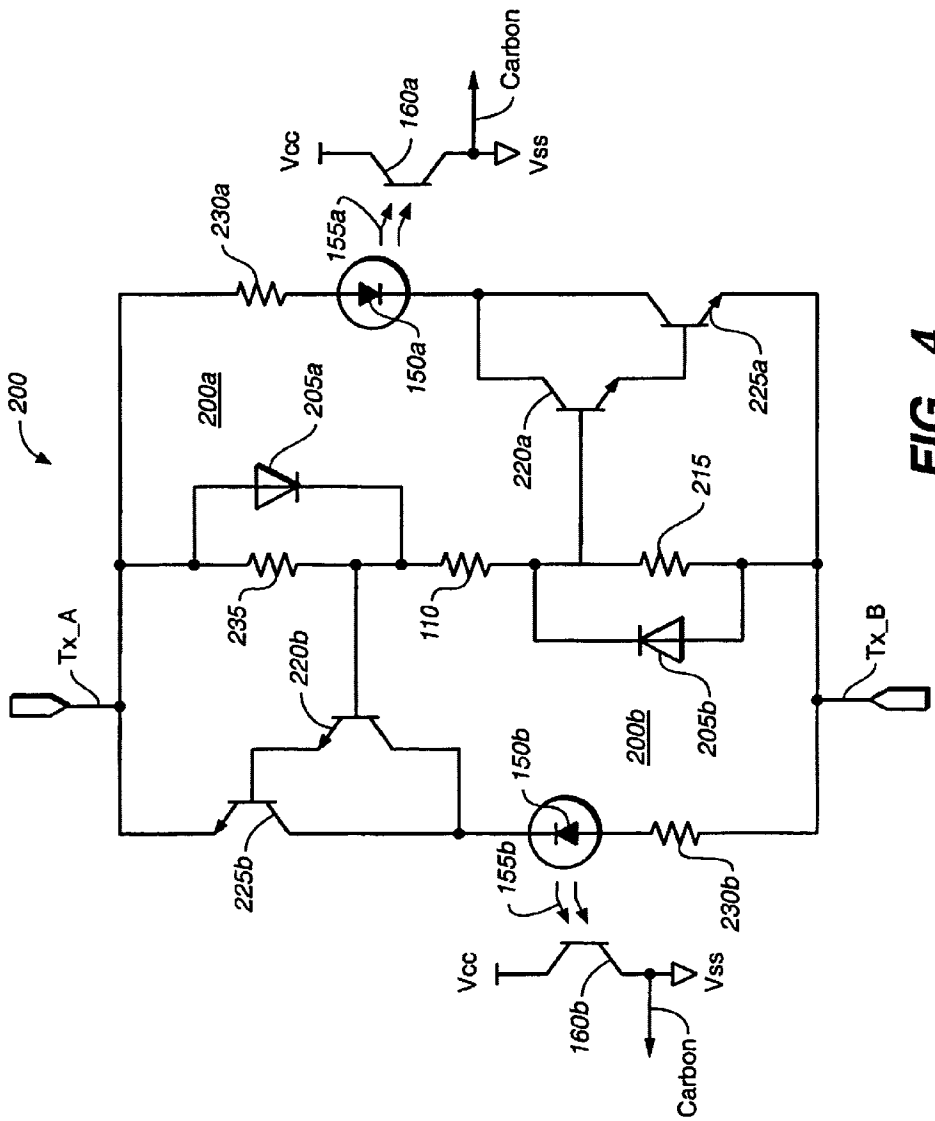 200
Tx_A
200a
205a
235
220b
225b
110
230a
155a
150a
Vcc
160a
Carbon
Vss
220a
225a
215
205b
200b
150b
155b
230b
Vcc
160b
Vss
Carbon
Tx_B
FIG._4